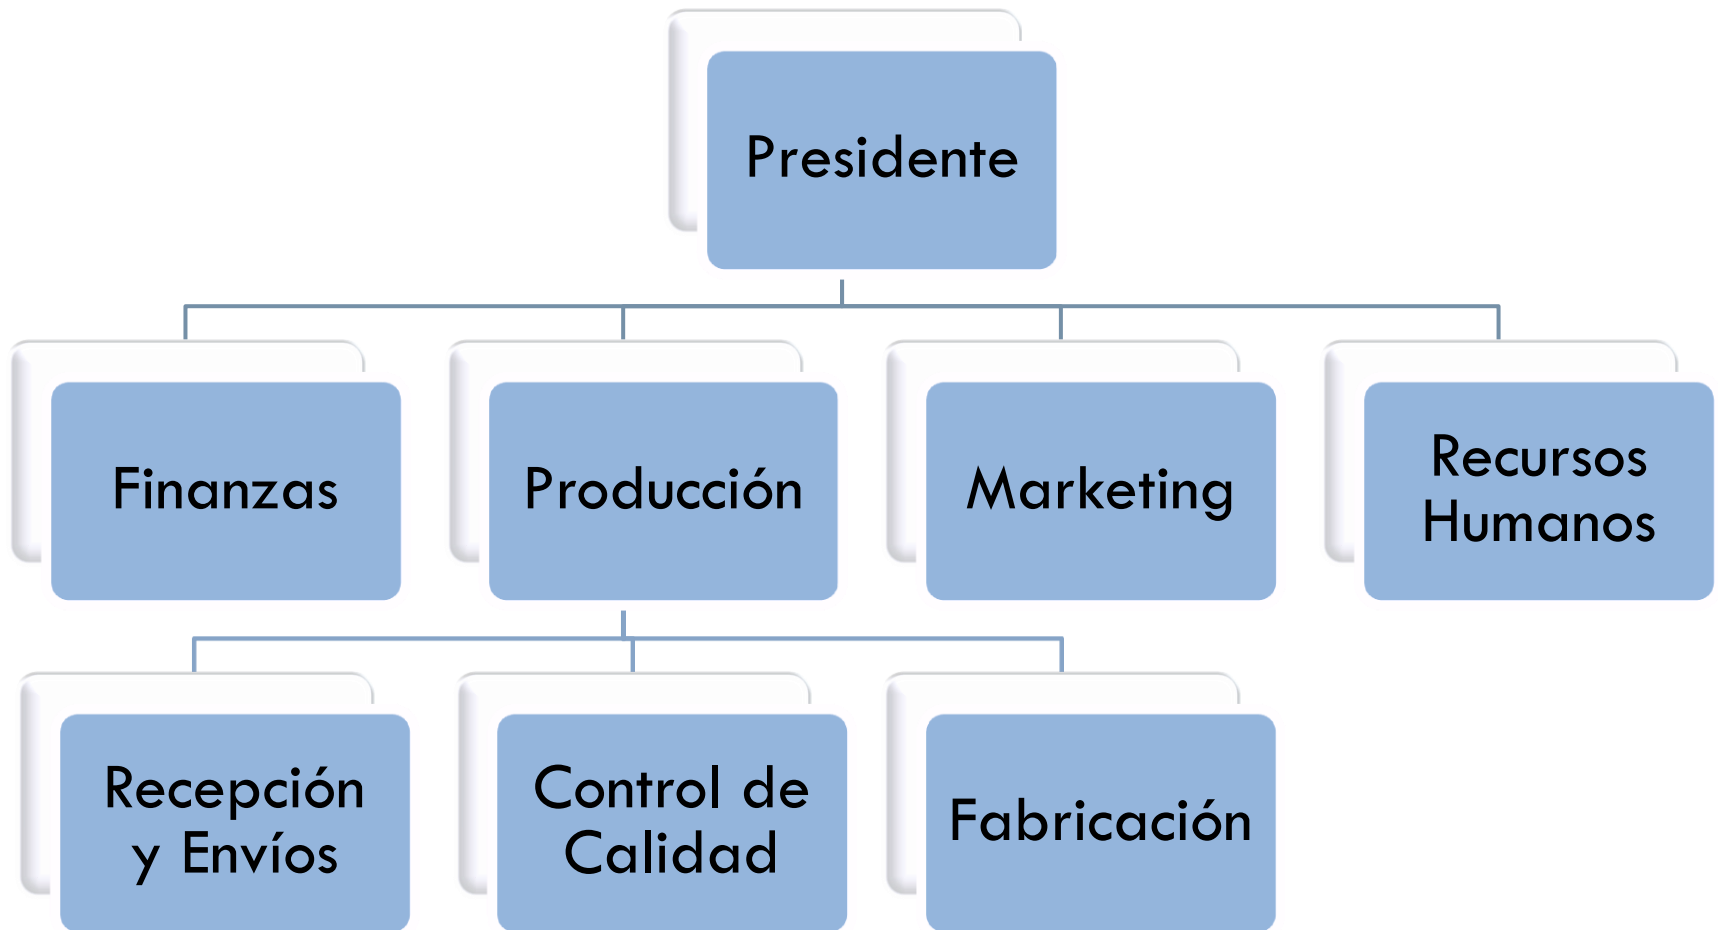 Presidente
Finanzas
Producción
Marketing
Recursos
Humanos
Recepción
y Envíos
Control de
Calidad
Fabricación